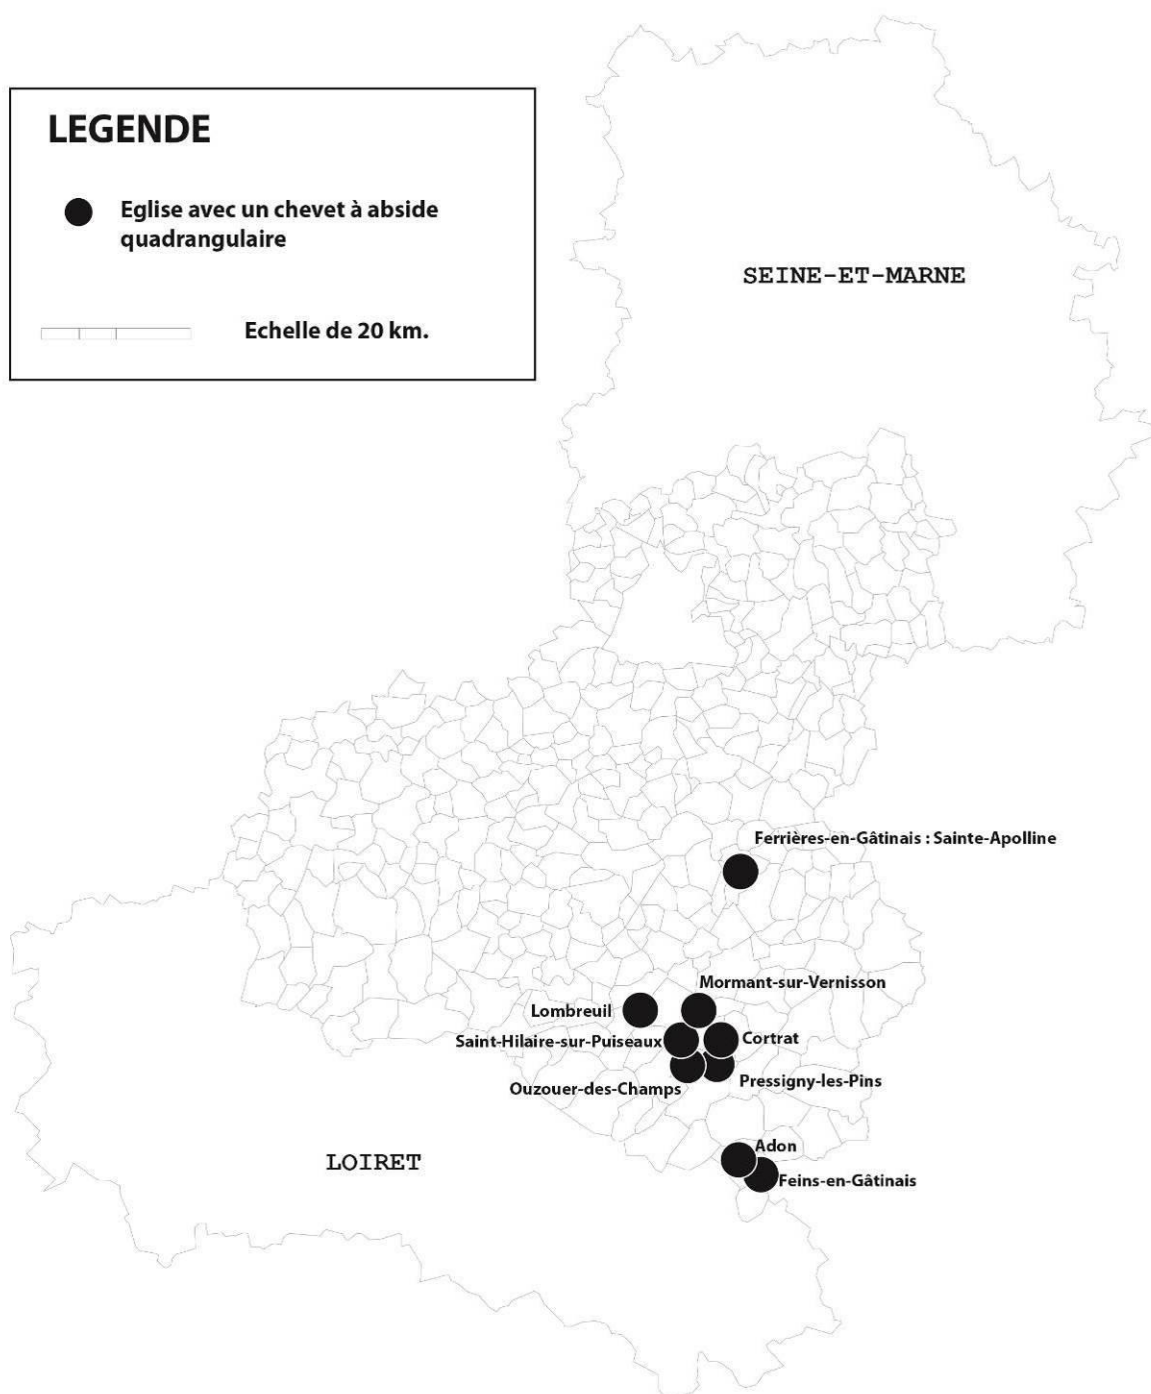 LEGENDE
Eglise avec un chevet à abside
quadrangulaire
Echelle de 20 km.
SEINE-ET-MARNE
Ferrières-en-Gâtinais : Sainte-Apolline
Mormant-sur-Vernisson
Lombreuil
Saint-Hilaire-sur-Puiseaux
Cortrat
Pressigny-les-Pins
Ouzouer-des-Champs
Adon
LOIRET
Feins-en-Gâtinais